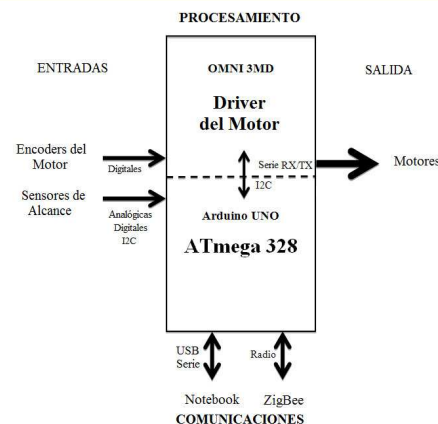 PROCESAMIENTO
ENTRADAS
OMNI 3MD
SALIDA
Driver
del Motor
Encoders del
Motor
Digitales
Serie RX/TX
I2C
Motores
Sensores de
Alcance
Analógicas
Digitales
I2C
Arduino UNO
ATmega 328
USB
Serie
Radio
Notebook
ZigBee
COMUNICACIONES